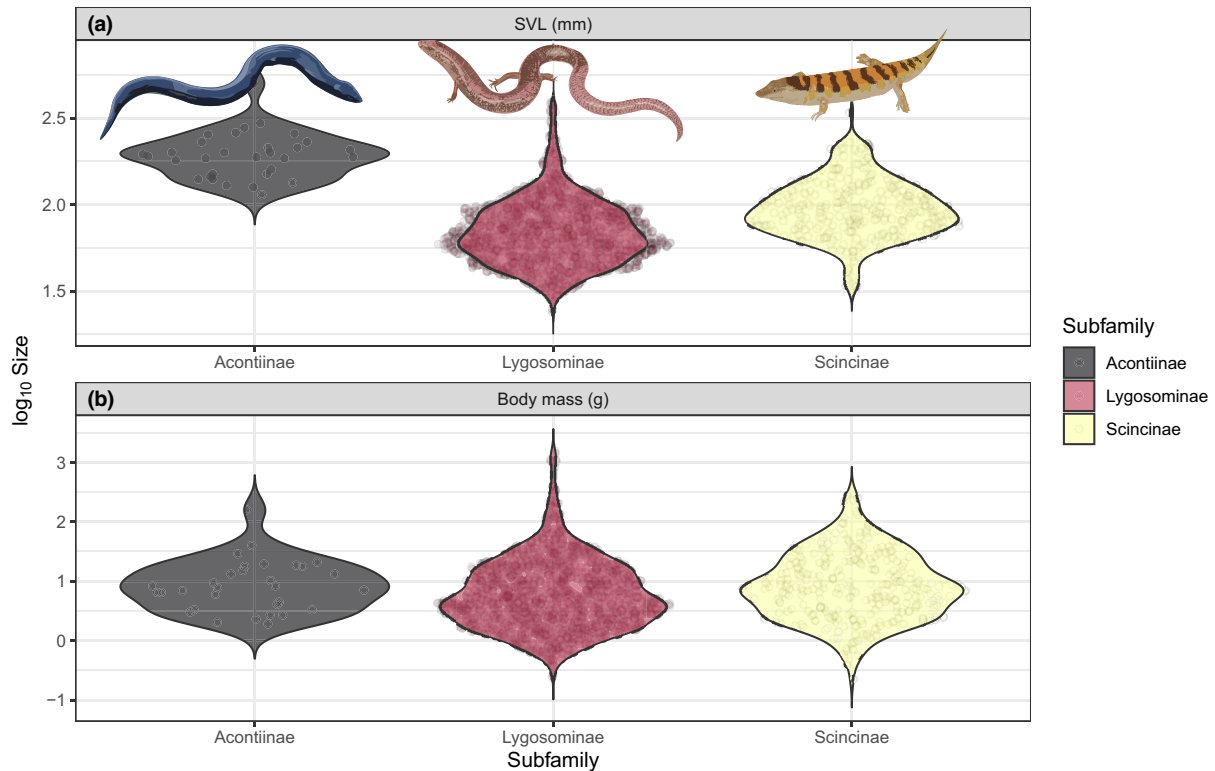 (a)
SVL (mm)
2.5
2.0
1.5
Acontiinae
Lygosominae
Scincinae
log₁₀ Size
(b)
Body mass (g)
3
2
1
0
−1
Acontiinae
Lygosominae
Scincinae
Subfamily
Subfamily
Acontiinae
Lygosominae
Scincinae